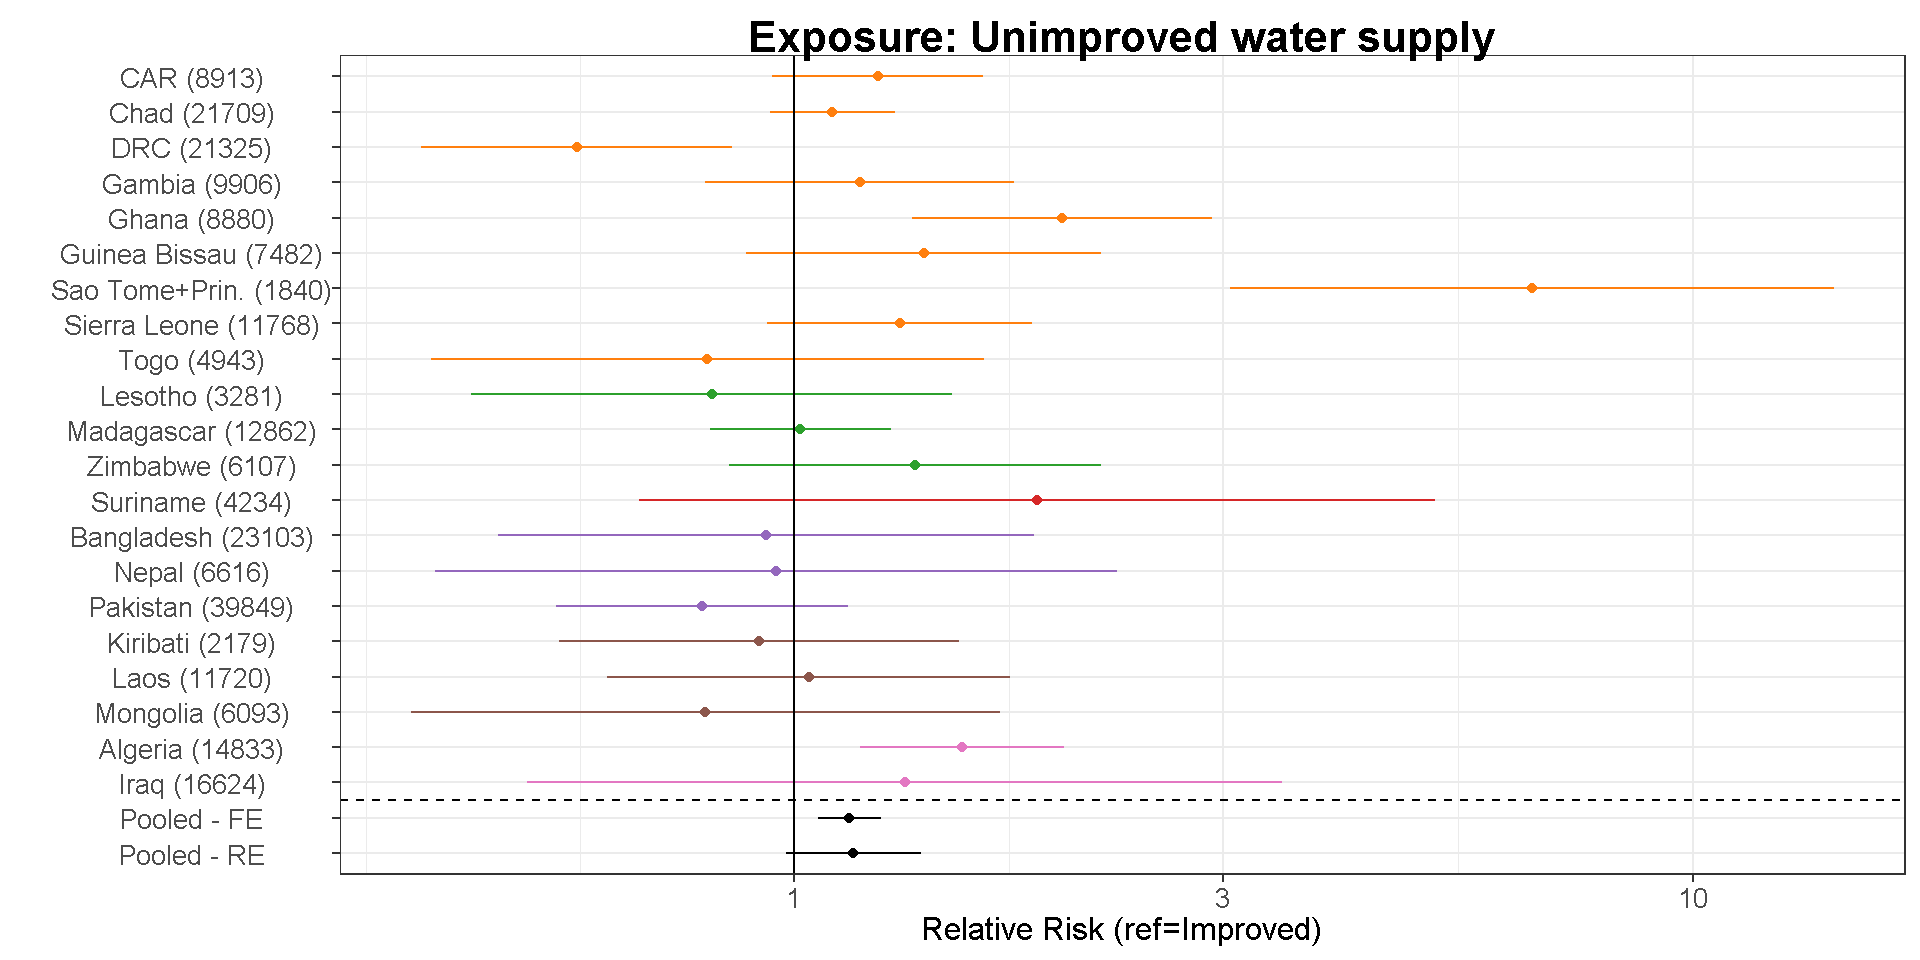 Exposure: Unimproved water supply
CAR (8913)
Chad (21709)
DRC (21325)
Gambia (9906)
Ghana (8880)
Guinea Bissau (7482)
Sao Tome+Prin. (1840)
Sierra Leone (11768)
Togo (4943)
Lesotho (3281)
Madagascar (12862)
Zimbabwe (6107)
Suriname (4234)
Bangladesh (23103)
Nepal (6616)
Pakistan (39849)
Kiribati (2179)
Laos (11720)
Mongolia (6093)
Algeria (14833)
Iraq (16624)
Pooled - FE
Pooled - RE
1 3 10
Relative Risk (ref=Improved)